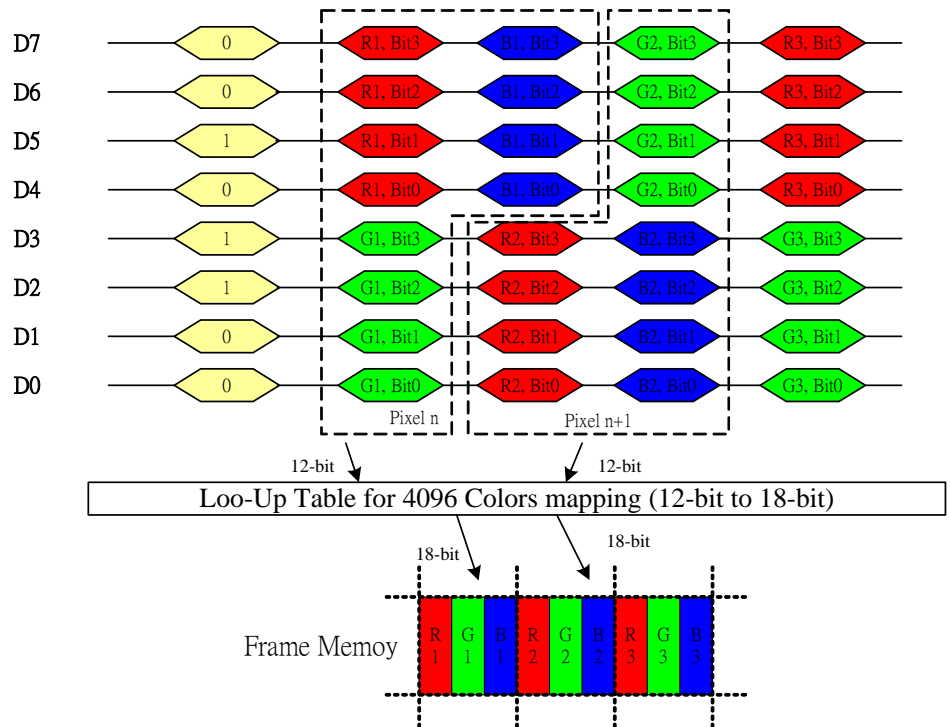 D7 0 R1, Bit3 B1, Bit3 G2, Bit3 R3, Bit3
D6 0 R1, Bit2 B1, Bit2 G2, Bit2 R3, Bit2
D5 1 R1, Bit1 B1, Bit1 G2, Bit1 R3, Bit1
D4 0 R1, Bit0 B1, Bit0 G2, Bit0 R3, Bit0
D3 1 G1, Bit3 R2, Bit3 B2, Bit3 G3, Bit3
D2 1 G1, Bit2 R2, Bit2 B2, Bit2 G3, Bit2
D1 0 G1, Bit1 R2, Bit1 B2, Bit1 G3, Bit1
D0 0 G1, Bit0 R2, Bit0 B2, Bit0 G3, Bit0
Pixel n Pixel n+1
12-bit 12-bit
Loo-Up Table for 4096 Colors mapping (12-bit to 18-bit)
18-bit 18-bit
Frame Memoy
R G B R G B R G B
1 1 1 2 2 2 3 3 3